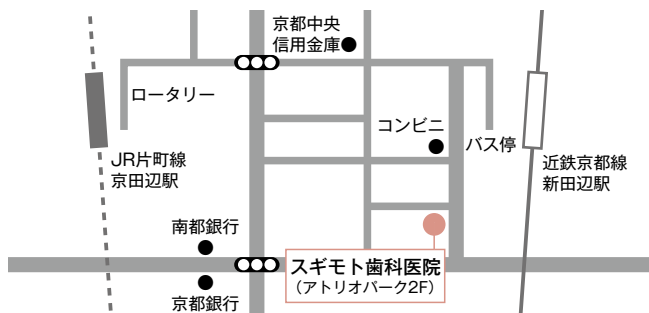 京都中央
信用金庫
ロータリー
コンビニ
バス停
JR片町線
京田辺駅
近鉄京都線
新田辺駅
南都銀行
スギモト歯科医院
（アトリオパーク2F）
京都銀行